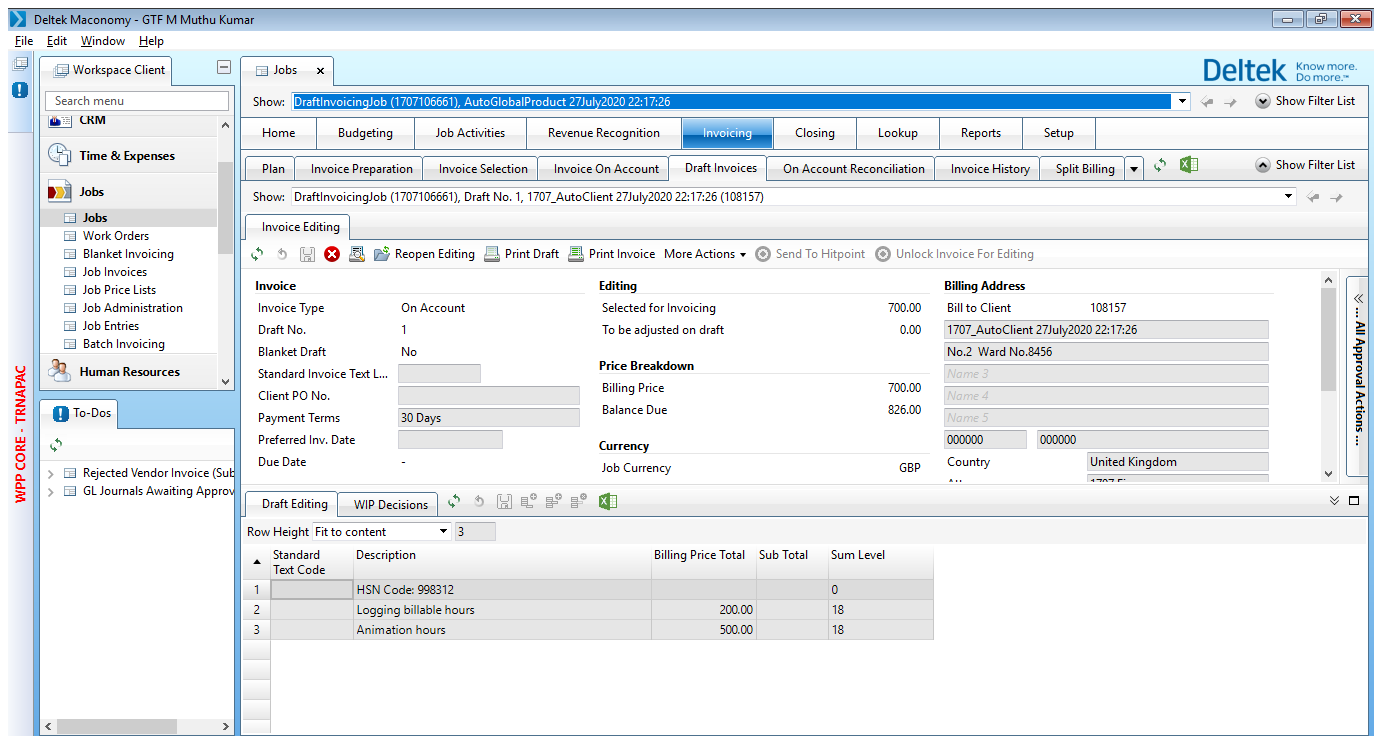 Deltek Maconomy - GTF M Muthu Kumar
File Edit Window Help
Workspace Client
Search menu
CRM
Time & Expenses
Jobs
Jobs
Work Orders
Blanket Invoicing
Job Invoices
Job Price Lists
Job Administration
Job Entries
Batch Invoicing
Human Resources
WPP CORE - TRNAPAC
To-Dos
Rejected Vendor Invoice (Sub
GL Journals Awaiting Approv
Jobs x
Deltek Know more. Do more.™
Show: DraftInvoicingJob (1707106661), AutoGlobalProduct 27July2020 22:17:26 Show Filter List
Home Budgeting Job Activities Revenue Recognition Invoicing Closing Lookup Reports Setup
Plan Invoice Preparation Invoice Selection Invoice On Account Draft Invoices On Account Reconciliation Invoice History Split Billing Show Filter List
Show: DraftInvoicingJob (1707106661), Draft No. 1, 1707_AutoClient 27July2020 22:17:26 (108157)
Invoice Editing
Reopen Editing Print Draft Print Invoice More Actions Send To Hitpoint Unlock Invoice For Editing
Invoice
Invoice Type On Account
Draft No. 1
Blanket Draft No
Standard Invoice Text L...
Client PO No.
Payment Terms 30 Days
Preferred Inv. Date
Due Date -
Editing
Selected for Invoicing 700.00
To be adjusted on draft 0.00
Price Breakdown
Billing Price 700.00
Balance Due 826.00
Currency
Job Currency GBP
Billing Address
Bill to Client 108157
1707_AutoClient 27July2020 22:17:26
No.2 Ward No.8456
Name 3
Name 4
Name 5
000000 000000
Country United Kingdom
... All Approval Actions ...
Draft Editing WIP Decisions
Row Height Fit to content 3
Standard Text Code Description Billing Price Total Sub Total Sum Level
1 HSN Code: 998312 0
2 Logging billable hours 200.00 18
3 Animation hours 500.00 18